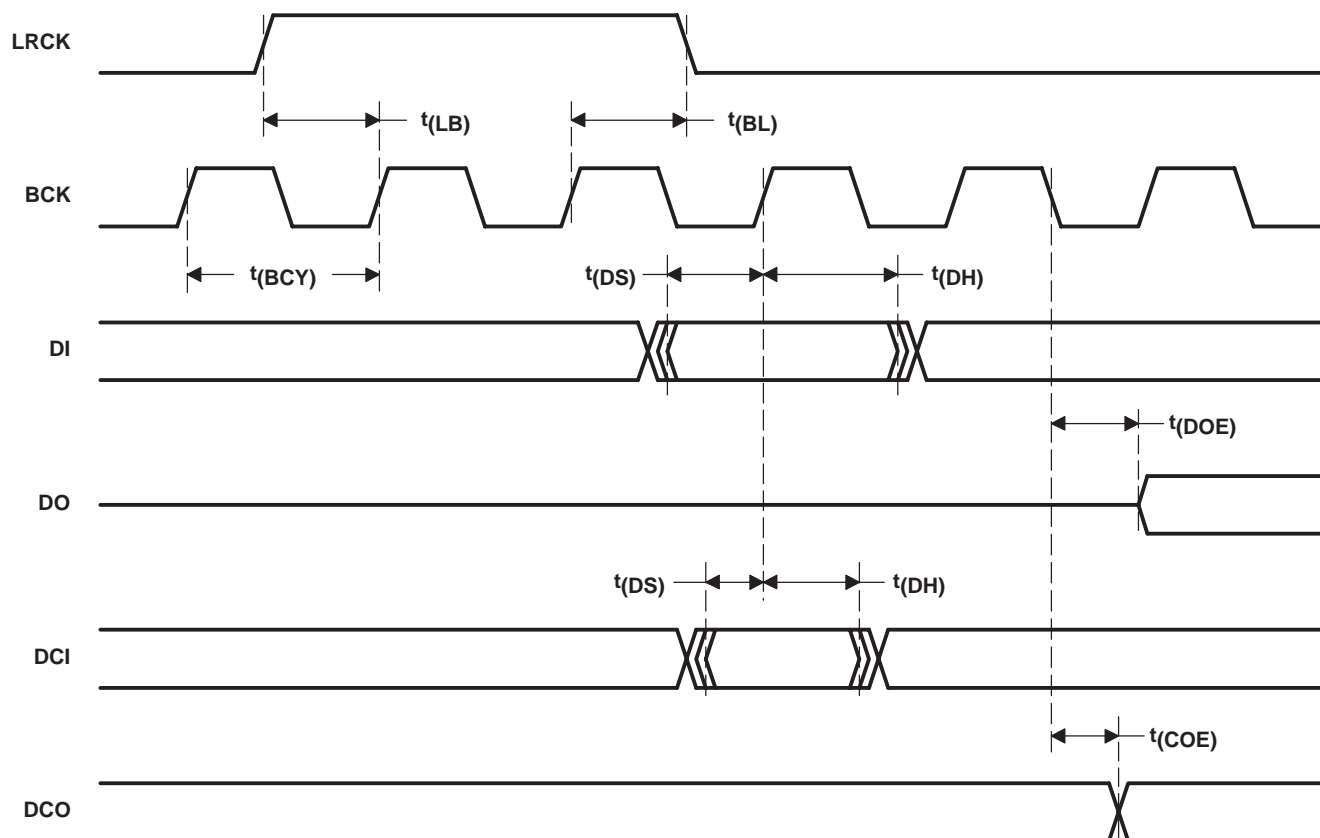 LRCK
t(LB)
t(BL)
BCK
t(BCY)
t(DS)
t(DH)
DI
t(DOE)
DO
t(DS)
t(DH)
DCI
t(COE)
DCO